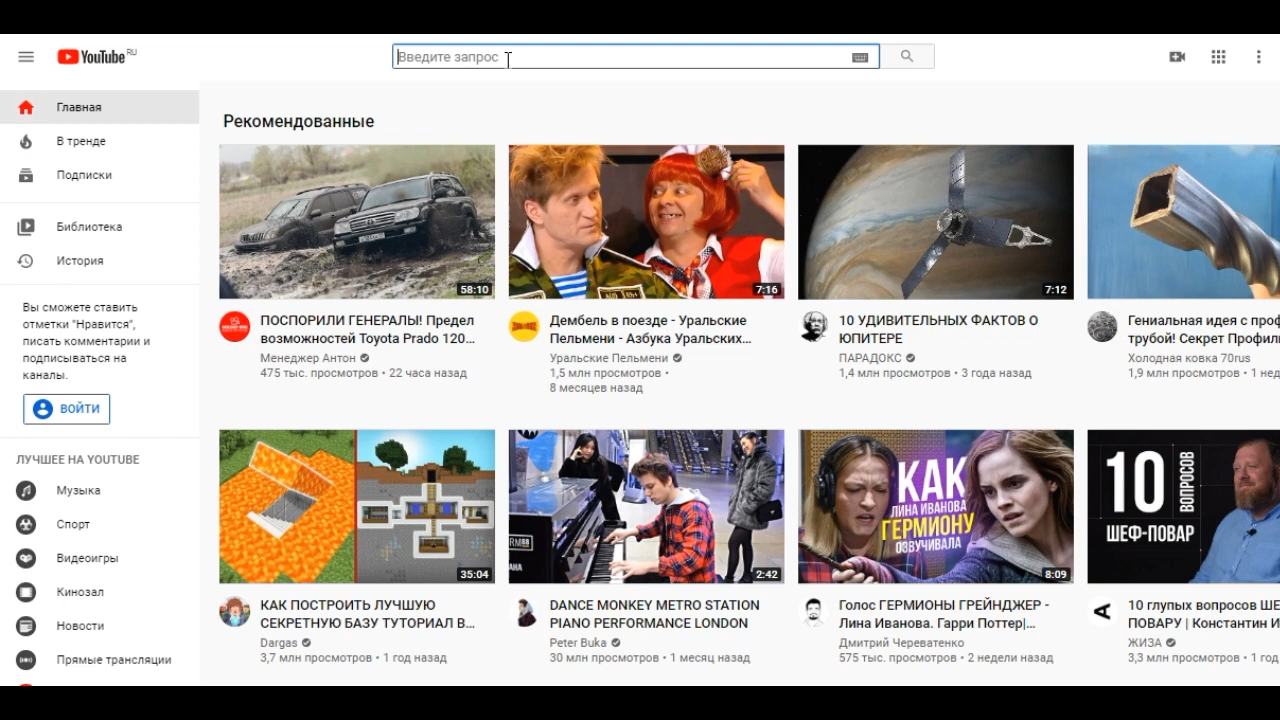 YouTube RU
Введите запрос
Главная
В тренде
Подписки
Библиотека
История
Вы сможете ставить
отметки "Нравится",
писать комментарии и
подписываться на
каналы.
ВОЙТИ
ЛУЧШЕЕ НА YOUTUBE
Музыка
Спорт
Видеоигры
Кинозал
Новости
Прямые трансляции
Рекомендованные
58:10
ПОСПОРИЛИ ГЕНЕРАЛЫ! Предел
возможностей Toyota Prado 120...
Менеджер Антон
475 тыс. просмотров • 22 часа назад
7:16
Дембель в поезде - Уральские
Пельмени - Азбука Уральских...
Уральские Пельмени
1,5 млн просмотров •
8 месяцев назад
7:12
10 УДИВИТЕЛЬНЫХ ФАКТОВ О
ЮПИТЕРЕ
ПАРАДОКС
1,4 млн просмотров • 3 года назад
Гениальная идея с проф
трубой! Секрет Профил
Холодная ковка 70rus
1,9 млн просмотров • 1 нед
35:04
КАК ПОСТРОИТЬ ЛУЧШУЮ
СЕКРЕТНУЮ БАЗУ ТУТОРИАЛ В...
Dargas
3,7 млн просмотров • 1 год назад
2:42
DANCE MONKEY METRO STATION
PIANO PERFORMANCE LONDON
Peter Buka
30 млн просмотров • 1 месяц назад
КАК
ЛИНА ИВАНОВА
ГЕРМИОНУ
ОЗВУЧИВАЛА
8:09
Голос ГЕРМИОНЫ ГРЕЙНДЖЕР -
Лина Иванова. Гарри Поттер|...
Дмитрий Череватенко
575 тыс. просмотров • 2 недели назад
10
ВОПРОСОВ
ШЕФ-ПОВАР
10 глупых вопросов ШЕ
ПОВАРУ | Константин И
ЖИЗА
3,3 млн просмотров • 1 год